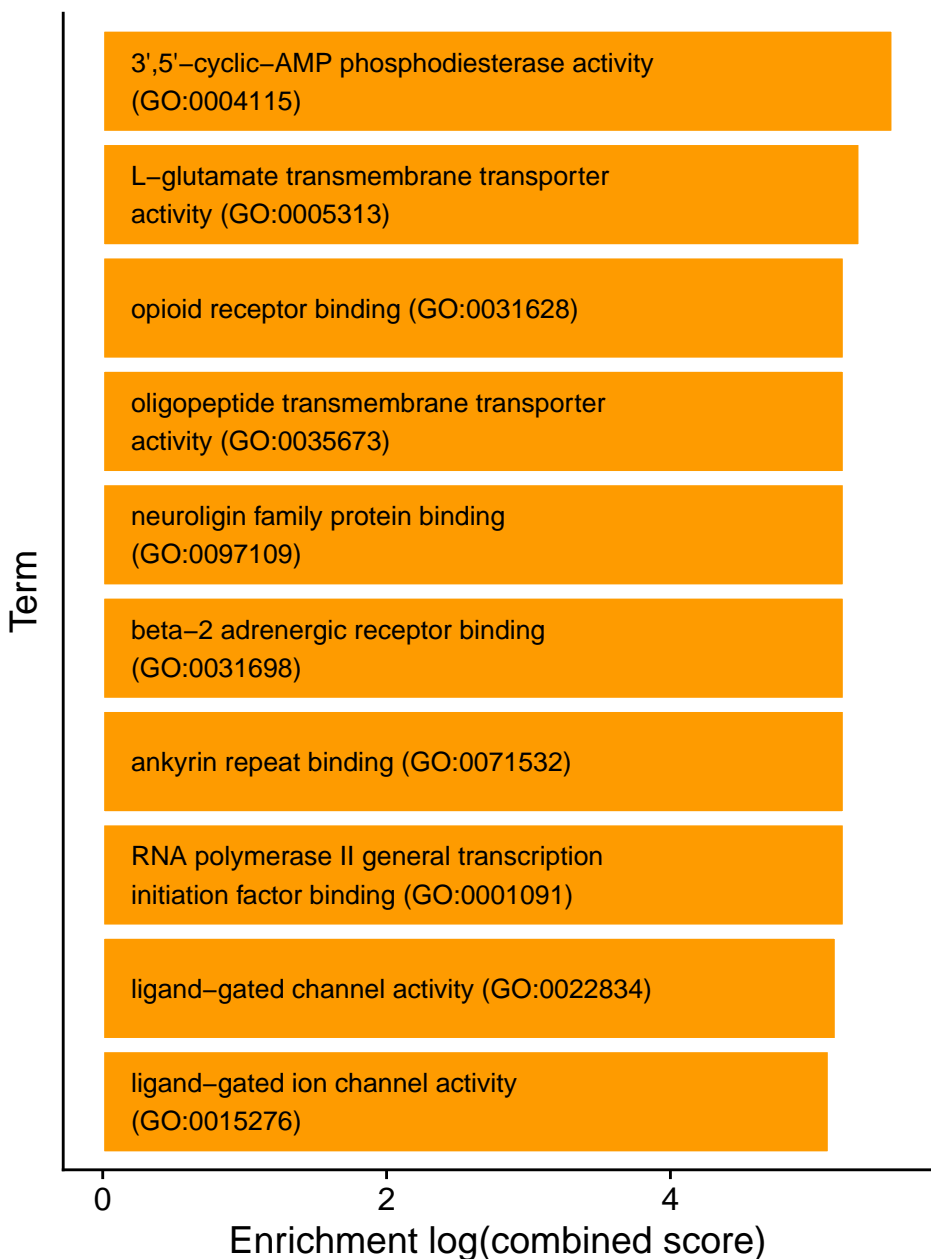 3',5'−cyclic−AMP phosphodiesterase activity
(GO:0004115)
L−glutamate transmembrane transporter
activity (GO:0005313)
opioid receptor binding (GO:0031628)
oligopeptide transmembrane transporter
activity (GO:0035673)
neuroligin family protein binding
(GO:0097109)
beta−2 adrenergic receptor binding
(GO:0031698)
ankyrin repeat binding (GO:0071532)
RNA polymerase II general transcription
initiation factor binding (GO:0001091)
ligand−gated channel activity (GO:0022834)
ligand−gated ion channel activity
(GO:0015276)
Term
0 2 4
Enrichment log(combined score)